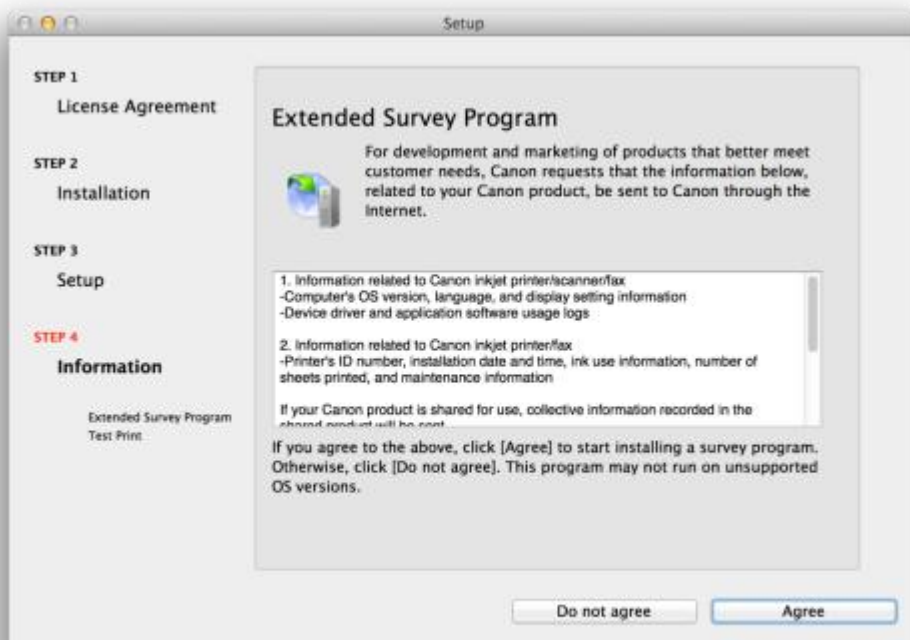 Setup
STEP 1
License Agreement
STEP 2
Installation
STEP 3
Setup
STEP 4
Information
Extended Survey Program
Test Print
Extended Survey Program
For development and marketing of products that better meet
customer needs, Canon requests that the information below,
related to your Canon product, be sent to Canon through the
Internet.
1. Information related to Canon inkjet printer/scanner/fax
-Computer's OS version, language, and display setting information
-Device driver and application software usage logs
2. Information related to Canon inkjet printer/fax
-Printer's ID number, installation date and time, ink use information, number of
sheets printed, and maintenance information
If your Canon product is shared for use, collective information recorded in the
shared product will be sent
If you agree to the above, click [Agree] to start installing a survey program.
Otherwise, click [Do not agree]. This program may not run on unsupported
OS versions.
Do not agree
Agree